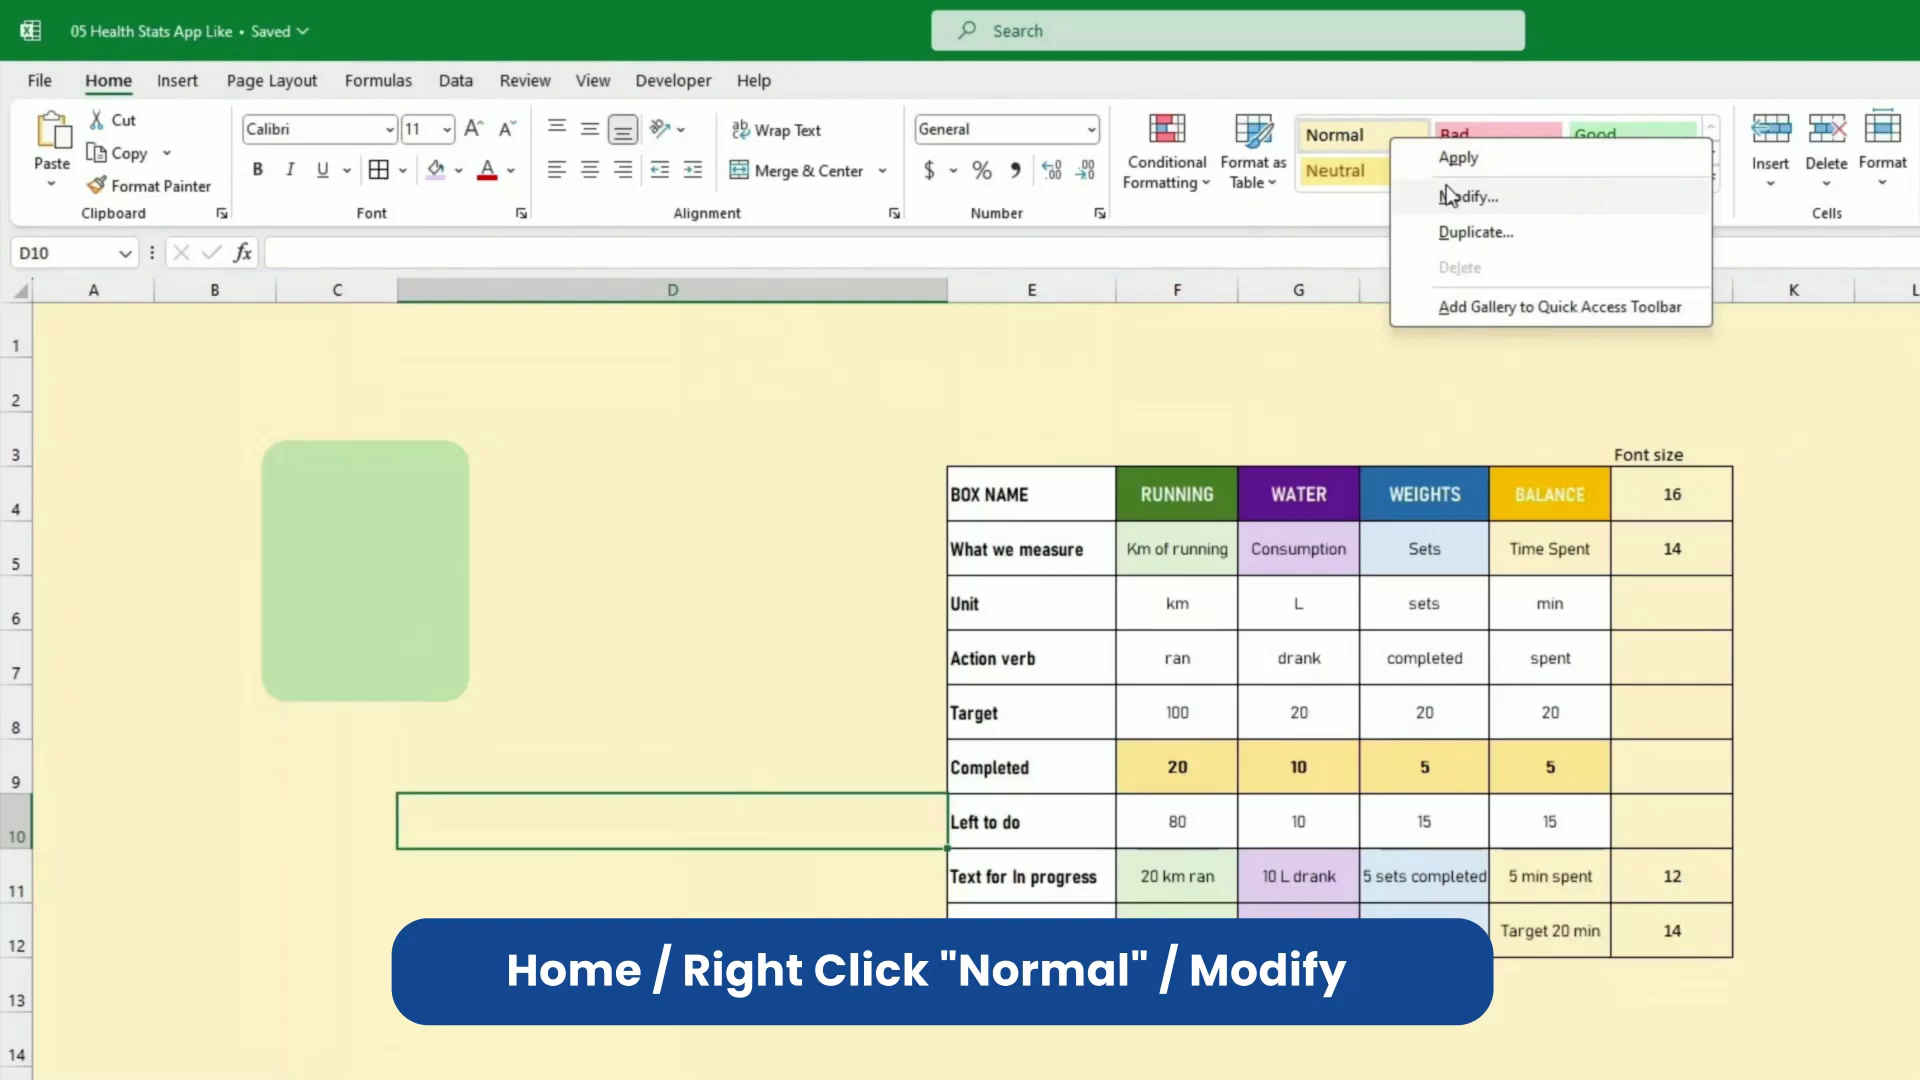 05 Health Stats App Like • Saved
Search
File Home Insert Page Layout Formulas Data Review View Developer Help
Paste
Cut
Copy
Format Painter
Clipboard
Calibri
11
B I U
A
Font
Wrap Text
Merge & Center
Alignment
General
$ %
Number
Conditional Formatting
Format as Table
Normal
Bad
Good
Neutral
Insert
Delete
Format
Cells
Apply
Modify...
Duplicate...
Delete
Add Gallery to Quick Access Toolbar
D10
fx
A B C D E F G K L
1
2
3 Font size
4 BOX NAME RUNNING WATER WEIGHTS BALANCE 16
5 What we measure Km of running Consumption Sets Time Spent 14
6 Unit km L sets min
7 Action verb ran drank completed spent
8 Target 100 20 20 20
9 Completed 20 10 5 5
10 Left to do 80 10 15 15
11 Text for In progress 20 km ran 10 L drank 5 sets completed 5 min spent 12
12 Target 20 min 14
13
14
Home / Right Click "Normal" / Modify